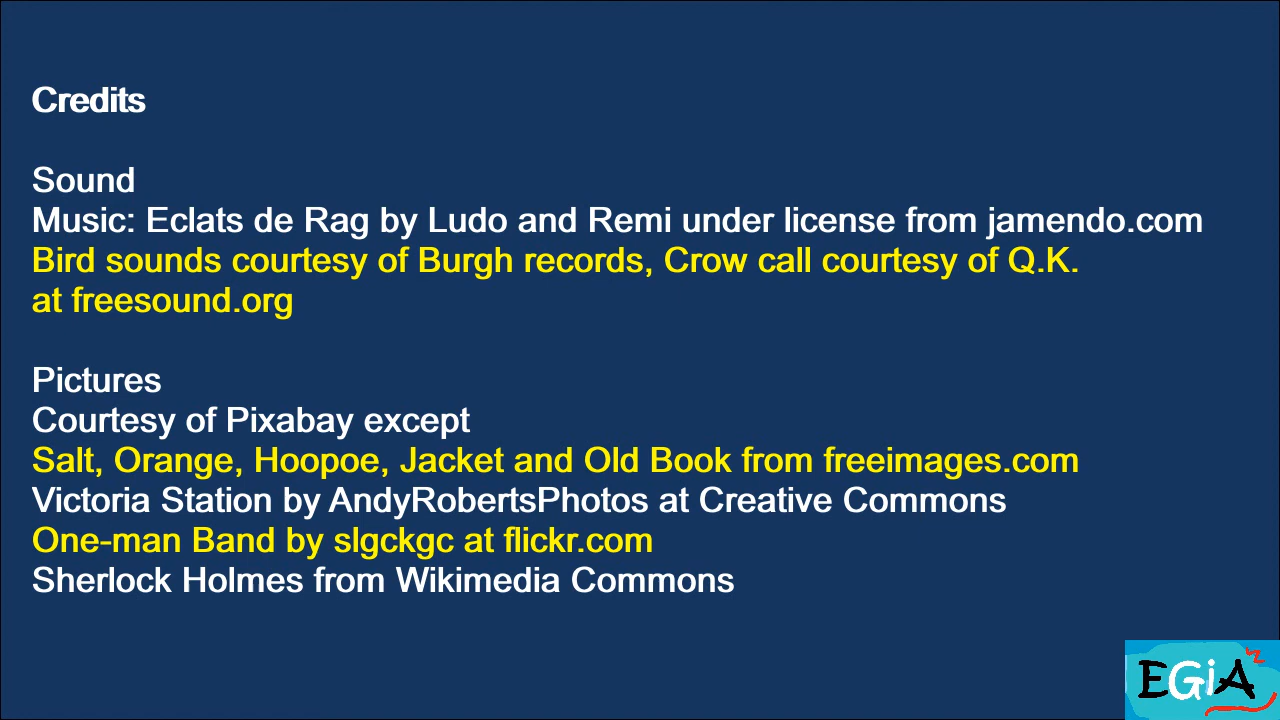 Credits
Sound
Music: Eclats de Rag by Ludo and Remi under license from jamendo.com
Bird sounds courtesy of Burgh records, Crow call courtesy of Q.K.
at freesound.org
Pictures
Courtesy of Pixabay except
Salt, Orange, Hoopoe, Jacket and Old Book from freeimages.com
Victoria Station by AndyRobertsPhotos at Creative Commons
One-man Band by slgckgc at flickr.com
Sherlock Holmes from Wikimedia Commons
EGiA